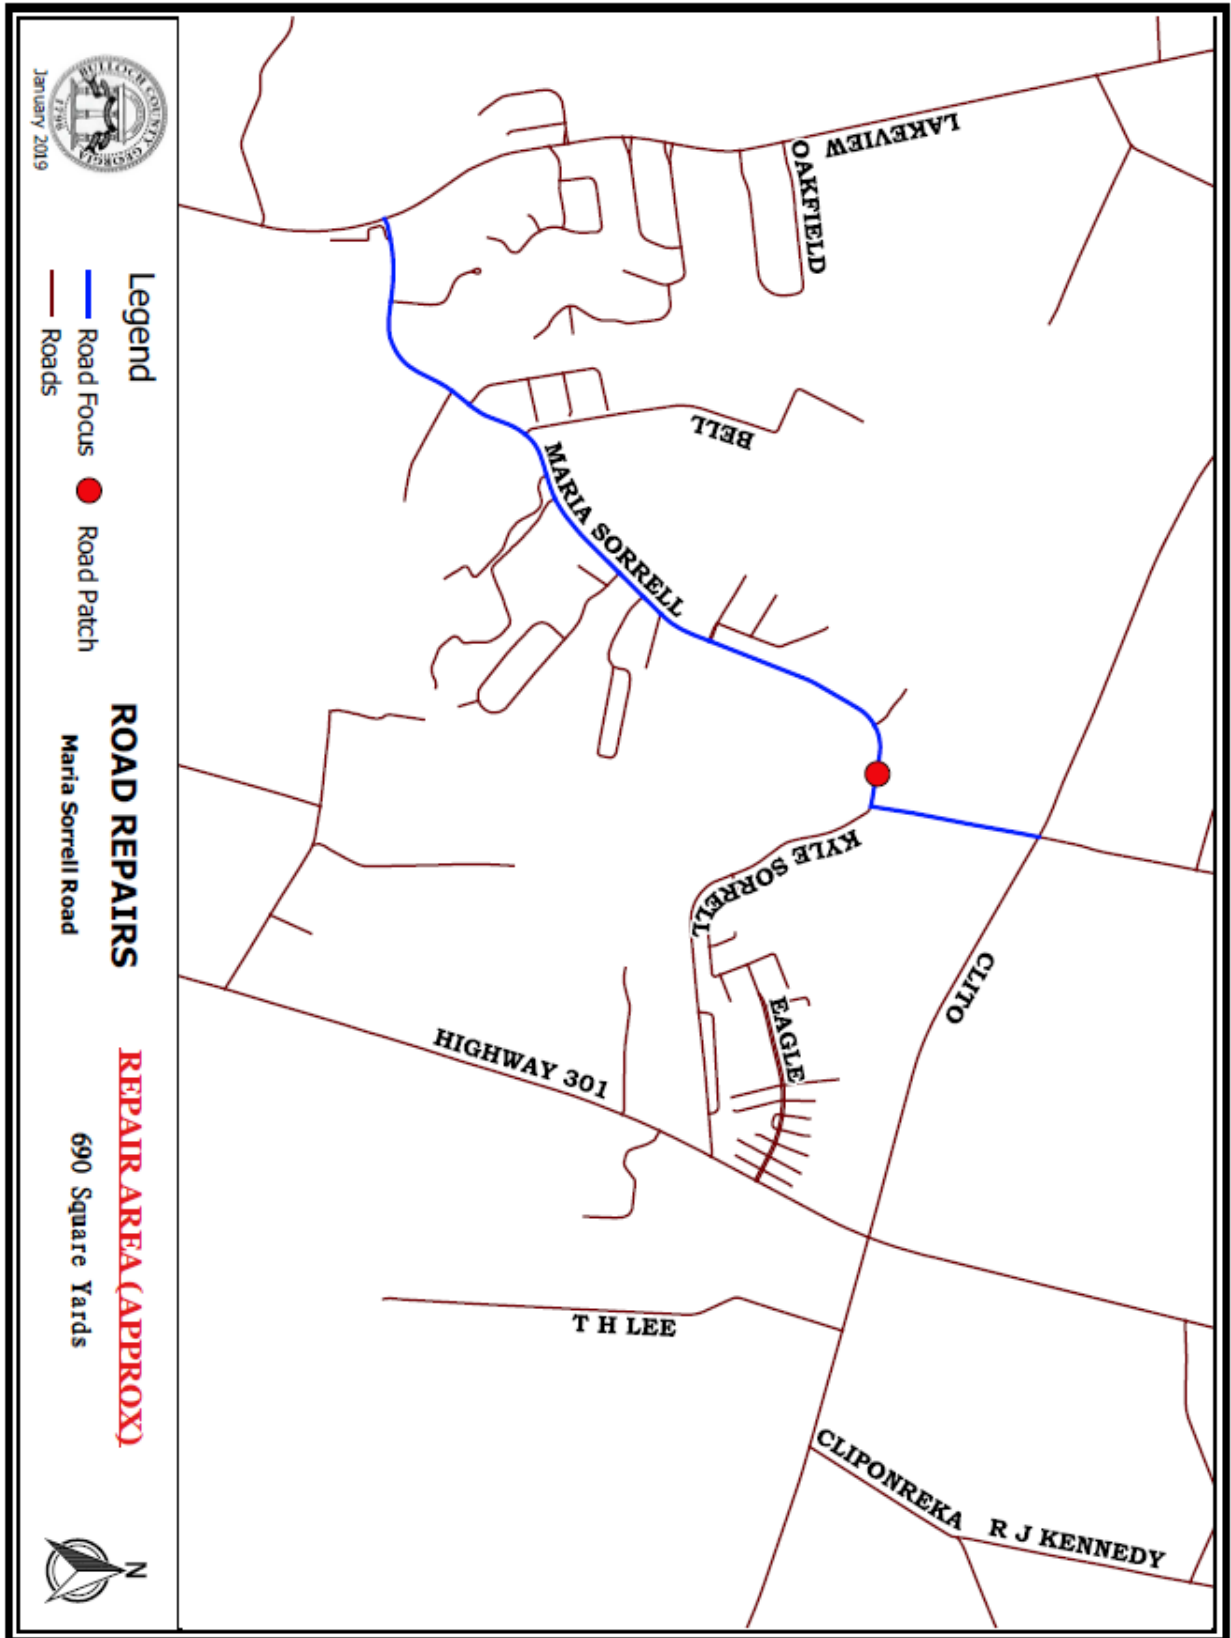 LAKEVIEW
OAKFIELD
BELL
MARIA SORRELL
KYLE SORRELL
CLITO
EAGLE
HIGHWAY 301
T H LEE
CLIPONREKA
R J KENNEDY
BULLOCH COUNTY GEORGIA
1796
January 2019
Legend
Road Focus
Road Patch
Roads
ROAD REPAIRS
Maria Sorrell Road
REPAIR AREA (APPROX)
690 Square Yards
N